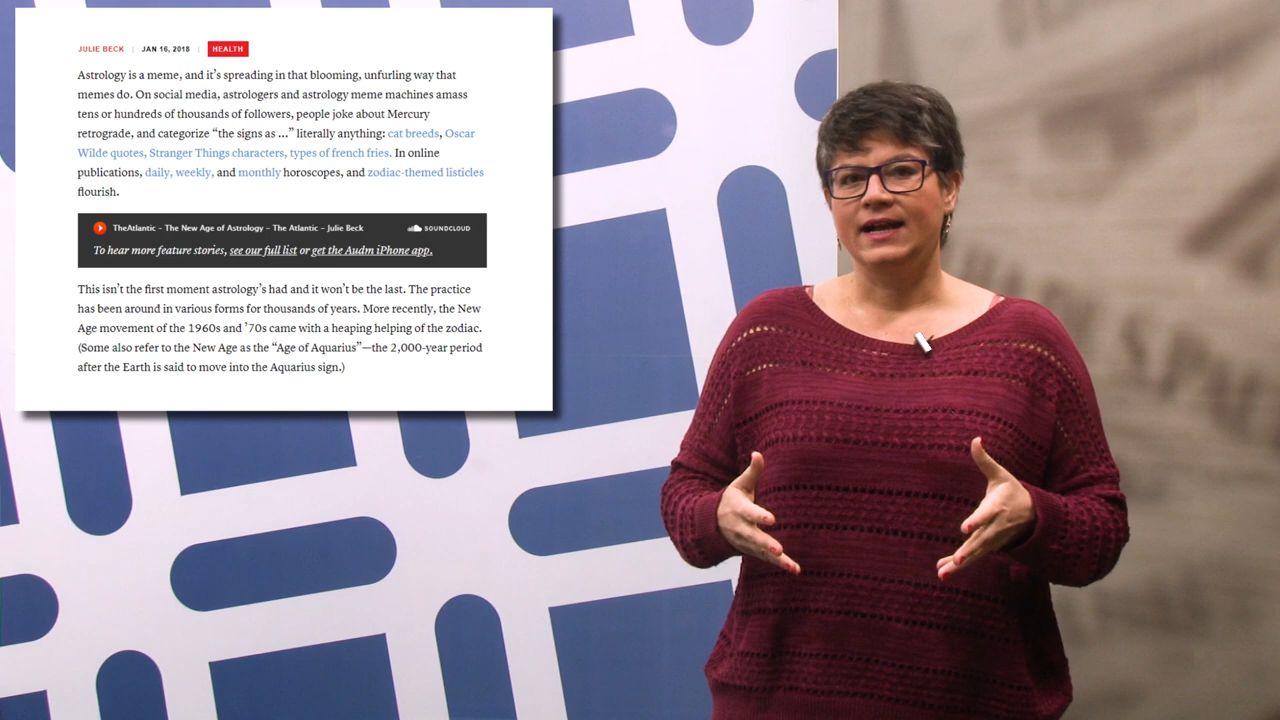 JULIE BECK | JAN 16, 2018 | HEALTH
Astrology is a meme, and it’s spreading in that blooming, unfurling way that
memes do. On social media, astrologers and astrology meme machines amass
tens or hundreds of thousands of followers, people joke about Mercury
retrograde, and categorize “the signs as ...” literally anything: cat breeds, Oscar
Wilde quotes, Stranger Things characters, types of french fries. In online
publications, daily, weekly, and monthly horoscopes, and zodiac-themed listicles
flourish.
TheAtlantic – The New Age of Astrology – The Atlantic – Julie Beck SOUNDCLOUD
To hear more feature stories, see our full list or get the Audm iPhone app.
This isn’t the first moment astrology’s had and it won’t be the last. The practice
has been around in various forms for thousands of years. More recently, the New
Age movement of the 1960s and ’70s came with a heaping helping of the zodiac.
(Some also refer to the New Age as the “Age of Aquarius”—the 2,000-year period
after the Earth is said to move into the Aquarius sign.)